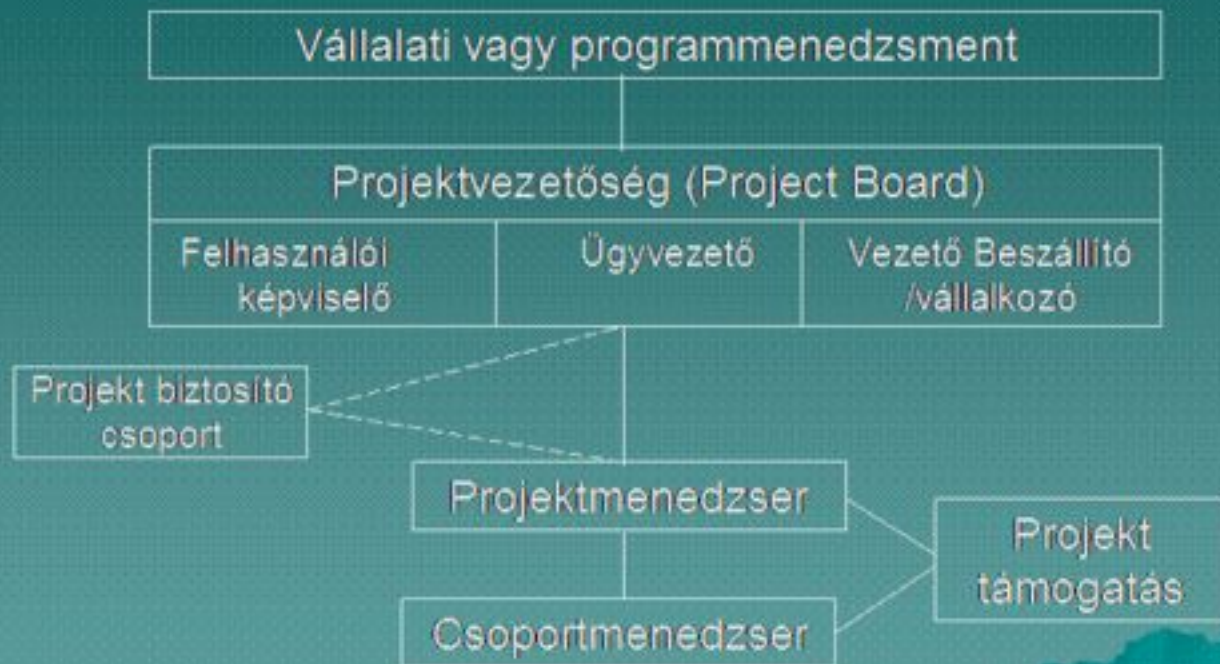 Vállalati vagy programmenedzsment
Projektvezetőség (Project Board)
Felhasználói
képviselő
Ügyvezető
Vezető Beszállító
/vállalkozó
Projekt biztosító
csoport
Projektmenedzser
Projekt
támogatás
Csoportmenedzser